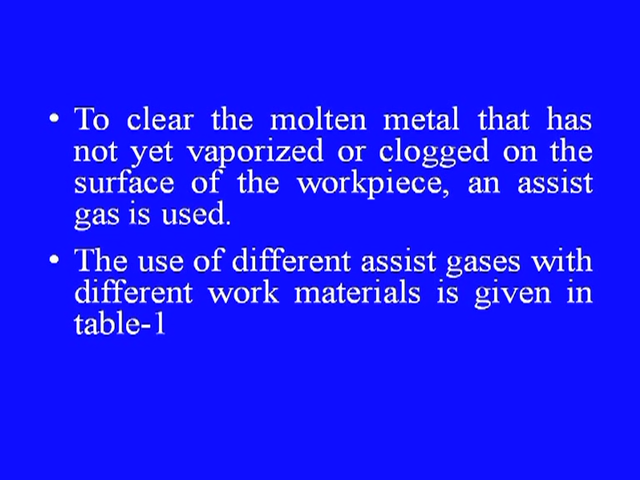 • To clear the molten metal that has
not yet vaporized or clogged on the
surface of the workpiece, an assist
gas is used.
• The use of different assist gases with
different work materials is given in
table-1